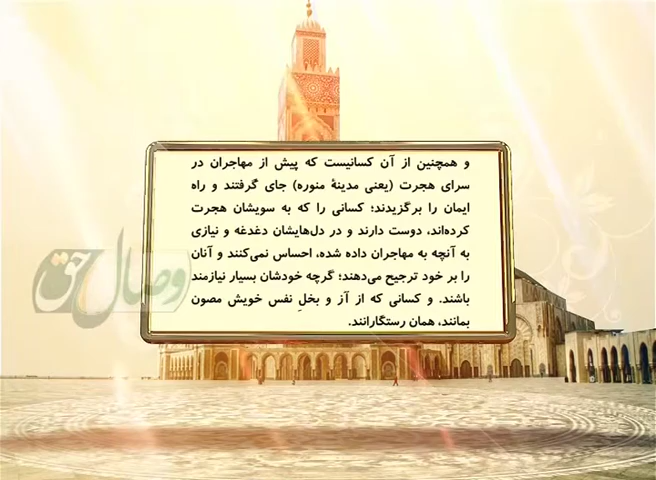 و همچنین از آن کسانیست که پیش از مهاجران در
سرای هجرت (یعنی مدینهٔ منوره) جای گرفتند و راه
ایمان را برگزیدند؛ کسانی را که به سویشان هجرت
کرده‌اند، دوست دارند و در دل‌هایشان دغدغه و نیازی
به آنچه به مهاجران داده شده، احساس نمی‌کنند و آنان
را بر خود ترجیح می‌دهند؛ گرچه خودشان بسیار نیازمند
باشند. و کسانی که از آز و بخلِ نفس خویش مصون
بمانند، همان رستگارانند.
وصال حق